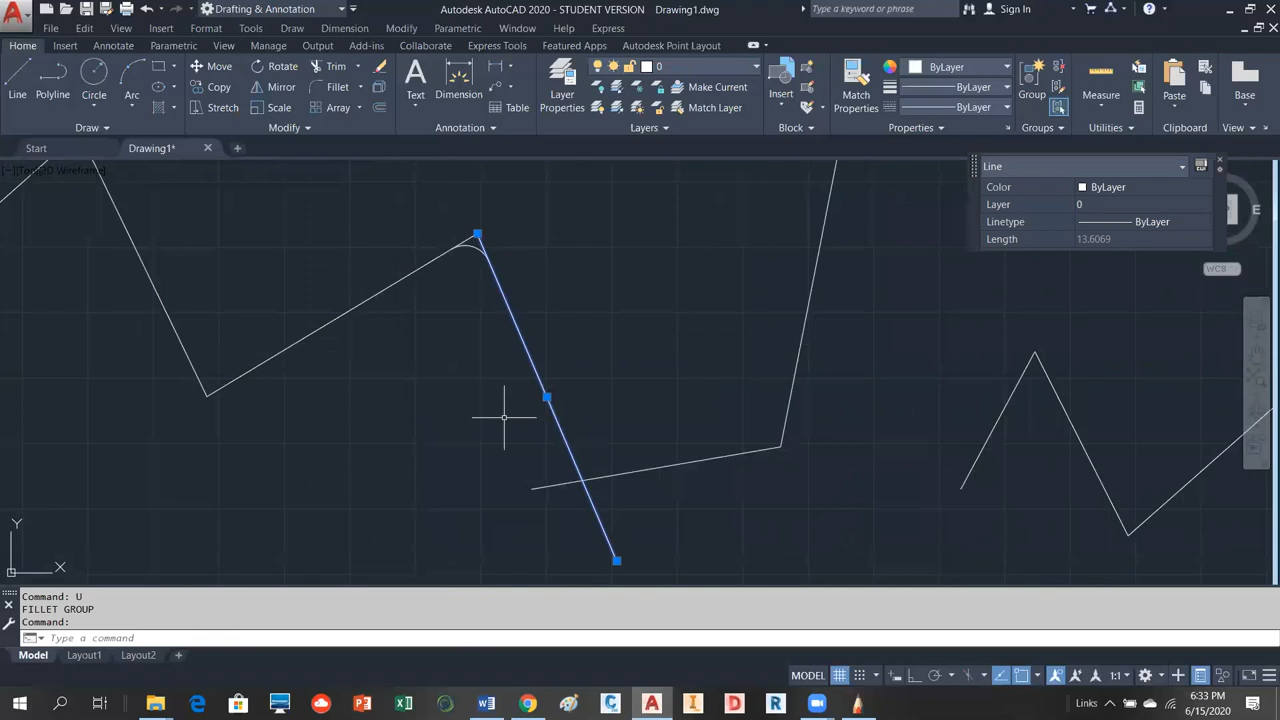 Drafting & Annotation
Autodesk AutoCAD 2020 - STUDENT VERSION Drawing1.dwg
Type a keyword or phrase
Sign In
File Edit View Insert Format Tools Draw Dimension Modify Parametric Window Help Express
Home Insert Annotate Parametric View Manage Output Add-ins Collaborate Express Tools Featured Apps Autodesk Point Layout
Line Polyline Circle Arc
Draw
Move Rotate Trim
Copy Mirror Fillet
Stretch Scale Array
Modify
Text Dimension Table
Annotation
Layer Properties
0
Make Current
Match Layer
Layers
Insert
Block
Match Properties
ByLayer
ByLayer
ByLayer
Properties
Group
Groups
Measure
Utilities
Paste
Clipboard
Base
View
Start Drawing1*
[−][Top][2D Wireframe]
Line
Color ByLayer
Layer 0
Linetype ByLayer
Length 13.6069
E
WCS
Y
X
Command: U
FILLET GROUP
Command:
Type a command
Model Layout1 Layout2
MODEL 1:1
Links
6:33 PM
6/15/2020